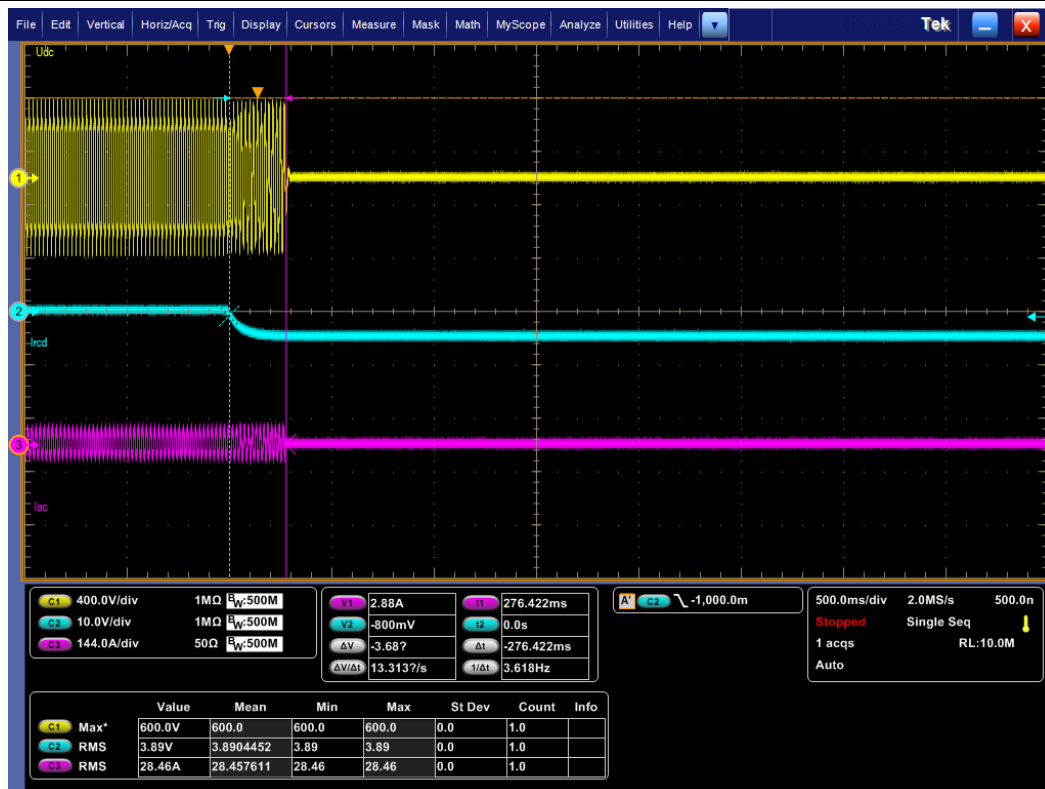 File Edit Vertical Horiz/Acq Trig Display Cursors Measure Mask Math MyScope Analyze Utilities Help Tek X
Udc
1
2
Ircd
3
Iac
C1 400.0V/div 1MΩ BW:500M
C2 10.0V/div 1MΩ BW:500M
C3 144.0A/div 50Ω BW:500M
V1 2.88A t1 276.422ms
V2 -800mV t2 0.0s
ΔV -3.68? Δt -276.422ms
ΔV/Δt 13.313?/s 1/Δt 3.618Hz
A' C2 -1,000.0m
500.0ms/div 2.0MS/s 500.0n
Stopped Single Seq
1 acqs RL:10.0M
Auto
Value Mean Min Max St Dev Count Info
C1 Max* 600.0V 600.0 600.0 600.0 0.0 1.0
C2 RMS 3.89V 3.8904452 3.89 3.89 0.0 1.0
C3 RMS 28.46A 28.457611 28.46 28.46 0.0 1.0